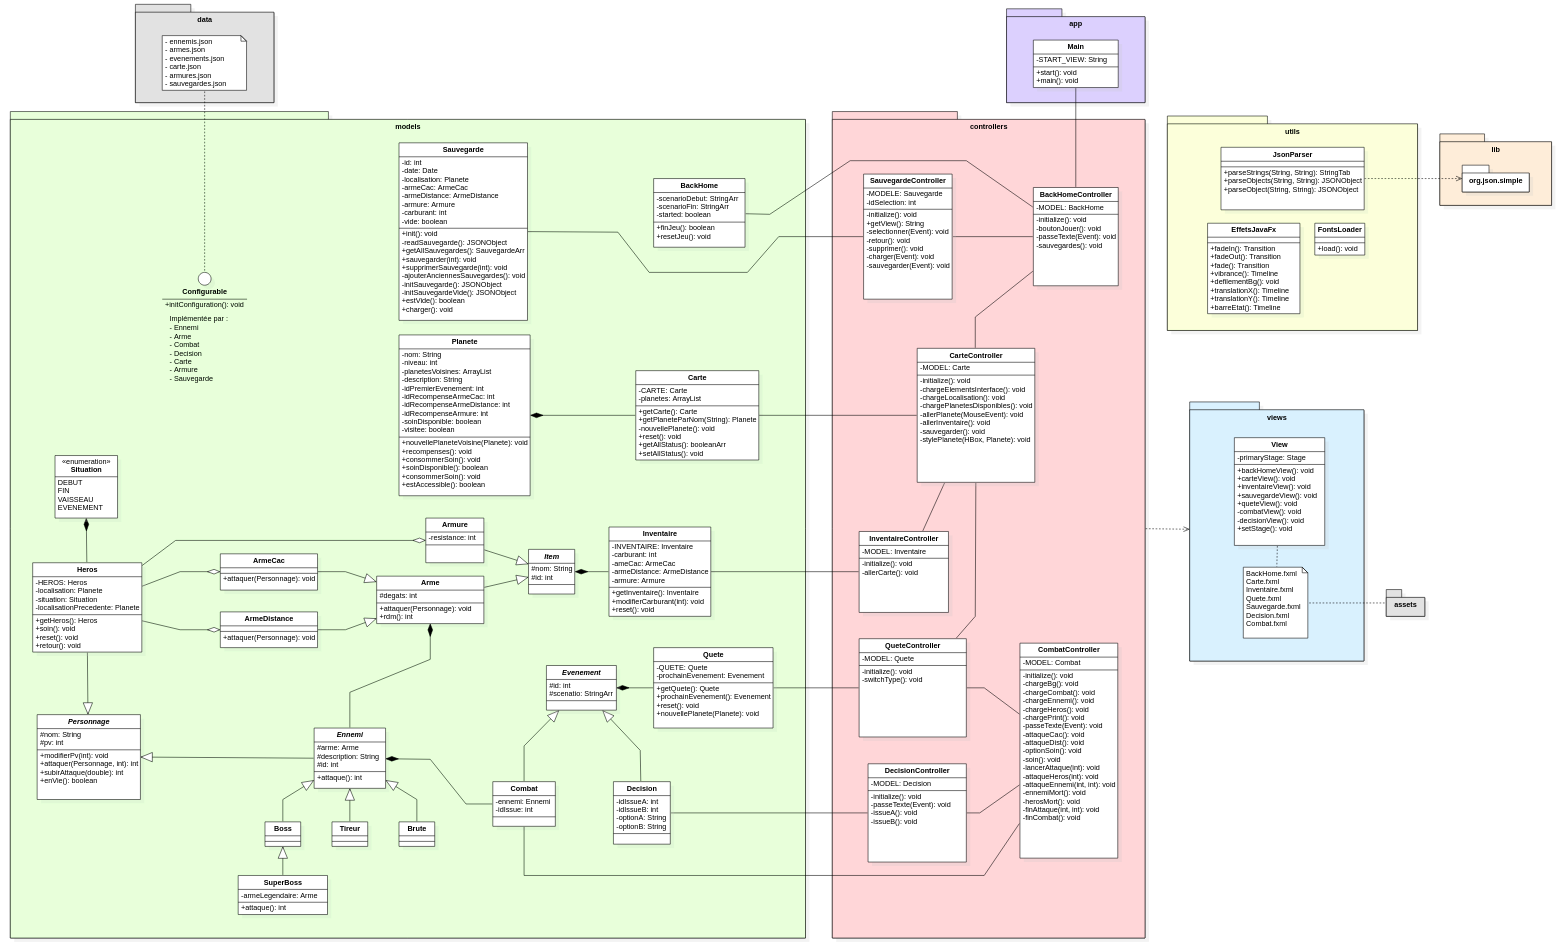 data
- ennemis.json
- armes.json
- evenements.json
- carte.json
- armures.json
- sauvegardes.json
app
Main
-START_VIEW: String
+start(): void
+main(): void
models
Configurable
+initConfiguration(): void
Implémentée par :
- Ennemi
- Arme
- Combat
- Decision
- Carte
- Armure
- Sauvegarde
Sauvegarde
-id: int
-date: Date
-localisation: Planete
-armeCac: ArmeCac
-armeDistance: ArmeDistance
-armure: Armure
-carburant: int
-vide: boolean
+init(): void
-readSauvegarde(): JSONObject
+getAllSauvegardes(): SauvegardeArr
+sauvegarder(int): void
+supprimerSauvegarde(int): void
-ajouterAnciennesSauvegardes(): void
-initSauvegarde(): JSONObject
-initSauvegardeVide(): JSONObject
+estVide(): boolean
+charger(): void
BackHome
-scenarioDebut: StringArr
-scenarioFin: StringArr
-started: boolean
+finJeu(): boolean
+resetJeu(): void
Planete
-nom: String
-niveau: int
-planetesVoisines: ArrayList
-description: String
-idPremierEvenement: int
-idRecompenseArmeCac: int
-idRecompenseArmeDistance: int
-idRecompenseArmure: int
-soinDisponible: boolean
-visitee: boolean
+nouvellePlaneteVoisine(Planete): void
+recompenses(): void
+consommerSoin(): void
+soinDisponible(): boolean
+consommerSoin(): void
+estAccessible(): boolean
Carte
-CARTE: Carte
-planetes: ArrayList
+getCarte(): Carte
+getPlaneteParNom(String): Planete
-nouvellePlanete(): void
+reset(): void
+getAllStatus(): booleanArr
+setAllStatus(): void
«enumeration»
Situation
DEBUT
FIN
VAISSEAU
EVENEMENT
Heros
-HEROS: Heros
-localisation: Planete
-situation: Situation
-localisationPrecedente: Planete
+getHeros(): Heros
+soin(): void
+reset(): void
+retour(): void
ArmeCac
+attaquer(Personnage): void
ArmeDistance
+attaquer(Personnage): void
Armure
-resistance: int
Arme
#degats: int
+attaquer(Personnage): void
+rdm(): int
Item
#nom: String
#id: int
Inventaire
-INVENTAIRE: Inventaire
-carburant: int
-ameCac: ArmeCac
-armeDistance: ArmeDistance
-armure: Armure
+getInventaire(): Inventaire
+modifierCarburant(int): void
+reset(): void
Personnage
#nom: String
#pv: int
+modifierPv(int): void
+attaquer(Personnage, int): int
+subirAttaque(double): int
+enVie(): boolean
Ennemi
#arme: Arme
#description: String
#id: int
+attaque(): int
Boss
Tireur
Brute
SuperBoss
-armeLegendaire: Arme
+attaque(): int
Evenement
#id: int
#scenatio: StringArr
Quete
-QUETE: Quete
-prochainEvenement: Evenement
+getQuete(): Quete
+prochainEvenement(): Evenement
+reset(): void
+nouvellePlanete(Planete): void
Combat
-ennemi: Ennemi
-idIssue: int
Decision
-idIssueA: int
-idIssueB: int
-optionA: String
-optionB: String
controllers
SauvegardeController
-MODELE: Sauvegarde
-idSelection: int
-initialize(): void
+getView(): String
-selectionner(Event): void
-retour(): void
-supprimer(): void
-charger(Event): void
-sauvegarder(Event): void
BackHomeController
-MODEL: BackHome
-initialize(): void
-boutonJouer(): void
-passeTexte(Event): void
-sauvegardes(): void
CarteController
-MODEL: Carte
-initialize(): void
-chargeElementsInterface(): void
-chargeLocalisation(): void
-chargePlanetesDisponibles(): void
-allerPlanete(MouseEvent): void
-allerInventaire(): void
-sauvegarder(): void
-stylePlanete(HBox, Planete): void
InventaireController
-MODEL: Inventaire
-initialize(): void
-allerCarte(): void
QueteController
-MODEL: Quete
-initialize(): void
-switchType(): void
CombatController
-MODEL: Combat
-initialize(): void
-chargeBg(): void
-chargeCombat(): void
-chargeEnnemi(): void
-chargeHeros(): void
-chargePrint(): void
-passeTexte(Event): void
-attaqueCac(): void
-attaqueDist(): void
-optionSoin(): void
-soin(): void
-lancerAttaque(int): void
-attaqueHeros(int): void
-attaqueEnnemi(int, int): void
-ennemiMort(): void
-herosMort(): void
-finAttaque(int, int): void
-finCombat(): void
DecisionController
-MODEL: Decision
-initialize(): void
-passeTexte(Event): void
-issueA(): void
-issueB(): void
utils
JsonParser
+parseStrings(String, String): StringTab
+parseObjects(String, String): JSONObject
+parseObject(String, String): JSONObject
EffetsJavaFx
+fadeIn(): Transition
+fadeOut(): Transition
+fade(): Transition
+vibrance(): Timeline
+defilementBg(): void
+translationX(): Timeline
+translationY(): Timeline
+barreEtat(): Timeline
FontsLoader
+load(): void
lib
org.json.simple
views
View
-primaryStage: Stage
+backHomeView(): void
+carteView(): void
+inventaireView(): void
+sauvegardeView(): void
+queteView(): void
-combatView(): void
-decisionView(): void
+setStage(): void
BackHome.fxml
Carte.fxml
Inventaire.fxml
Quete.fxml
Sauvegarde.fxml
Decision.fxml
Combat.fxml
assets